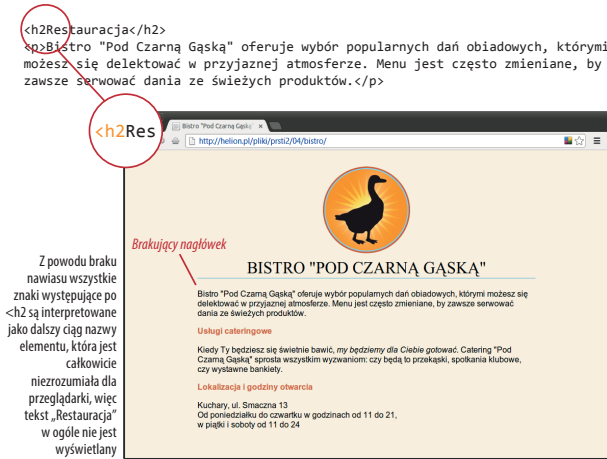 <h2Restauracja</h2>
<p>Bistro "Pod Czarną Gąską" oferuje wybór popularnych dań obiadowych, którymi
możesz się delektować w przyjaznej atmosferze. Menu jest często zmieniane, by
zawsze serwować dania ze świeżych produktów.</p>
<h2Res
Bistro "Pod Czarną Gąską"
http://helion.pl/pliki/prsti2/04/bistro/
Brakujący nagłówek
Z powodu braku
nawiasu wszystkie
znaki występujące po
<h2 są interpretowane
jako dalszy ciąg nazwy
elementu, która jest
całkowicie
niezrozumiała dla
przeglądarki, więc
tekst „Restauracja”
w ogóle nie jest
wyświetlany
BISTRO "POD CZARNĄ GĄSKĄ"
Bistro "Pod Czarną Gąską" oferuje wybór popularnych dań obiadowych, którymi możesz się
delektować w przyjaznej atmosferze. Menu jest często zmieniane, by zawsze serwować
dania ze świeżych produktów.
Usługi cateringowe
Kiedy Ty będziesz się świetnie bawić, my będziemy dla Ciebie gotować. Catering "Pod
Czarną Gąską" sprosta wszystkim wyzwaniom: czy będą to przekąski, spotkania klubowe,
czy wystawne bankiety.
Lokalizacja i godziny otwarcia
Kuchary, ul. Smaczna 13
Od poniedziałku do czwartku w godzinach od 11 do 21,
w piątki i soboty od 11 do 24